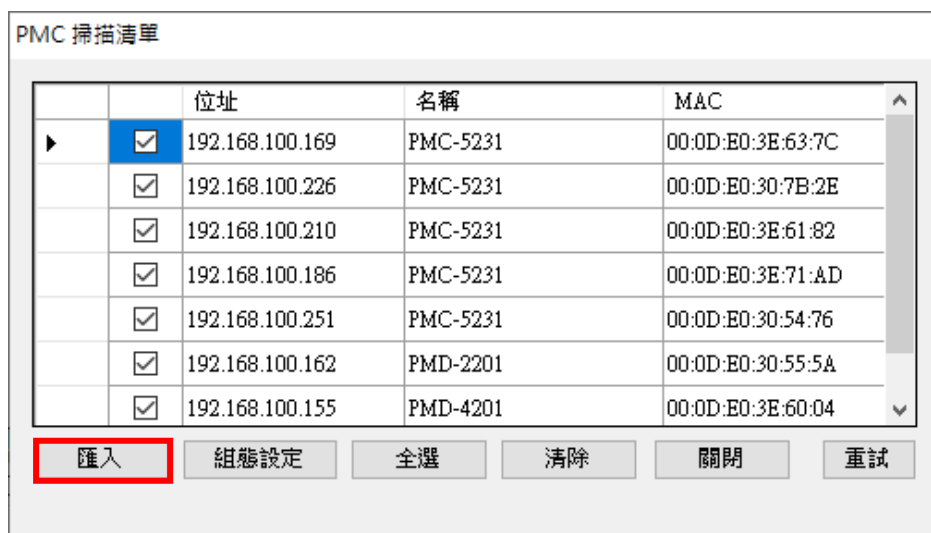 PMC 掃描清單
位址 名稱 MAC
192.168.100.169 PMC-5231 00:0D:E0:3E:63:7C
192.168.100.226 PMC-5231 00:0D:E0:30:7B:2E
192.168.100.210 PMC-5231 00:0D:E0:3E:61:82
192.168.100.186 PMC-5231 00:0D:E0:3E:71:AD
192.168.100.251 PMC-5231 00:0D:E0:30:54:76
192.168.100.162 PMD-2201 00:0D:E0:30:55:5A
192.168.100.155 PMD-4201 00:0D:E0:3E:60:04
匯入 組態設定 全選 清除 關閉 重試